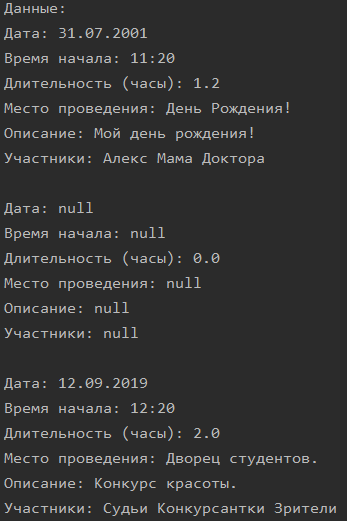 Данные:
Дата: 31.07.2001
Время начала: 11:20
Длительность (часы): 1.2
Место проведения: День Рождения!
Описание: Мой день рождения!
Участники: Алекс Мама Доктора
Дата: null
Время начала: null
Длительность (часы): 0.0
Место проведения: null
Описание: null
Участники: null
Дата: 12.09.2019
Время начала: 12:20
Длительность (часы): 2.0
Место проведения: Дворец студентов.
Описание: Конкурс красоты.
Участники: Судьи Конкурсантки Зрители